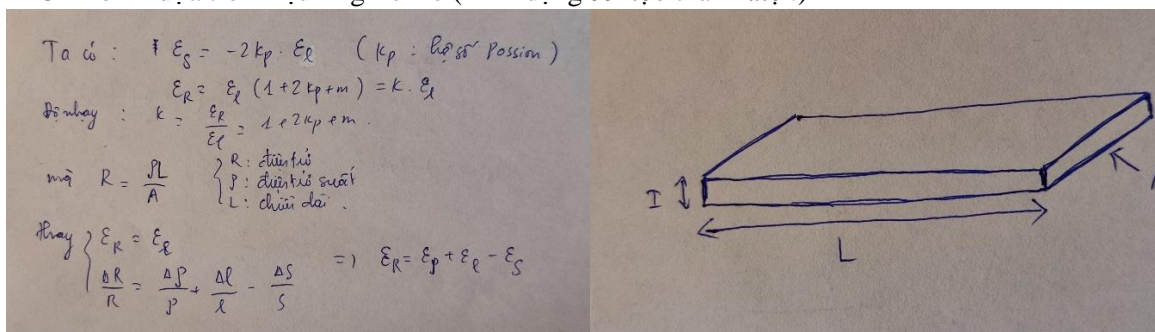 Ta có : ε_S = -2k_p . ε_l ( k_p : hệ số Possion )
ε_R = ε_l (1+2k_p+m) = k . ε_l
Độ nhạy : k = ε_R/ε_l = 1+2k_p+m .
mà R = ρL/A { R : điện trở
ρ : điện trở suất
L : chiều dài .
Thay { ε_R = ε_l
ΔR/R = Δρ/ρ + Δl/l - ΔS/S => ε_R = ε_ρ + ε_l - ε_S
I
L